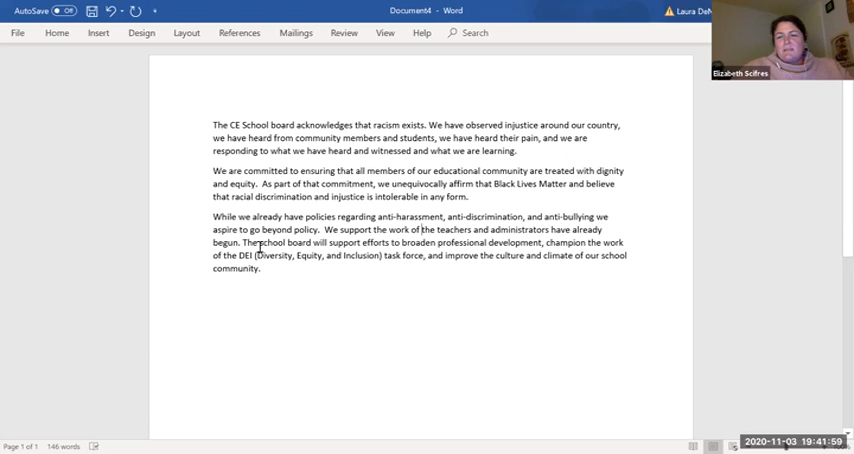 AutoSave Off Document4 - Word Laura DeN
File Home Insert Design Layout References Mailings Review View Help Search
Elizabeth Scifres
The CE School board acknowledges that racism exists. We have observed injustice around our country,
we have heard from community members and students, we have heard their pain, and we are
responding to what we have heard and witnessed and what we are learning.
We are committed to ensuring that all members of our educational community are treated with dignity
and equity. As part of that commitment, we unequivocally affirm that Black Lives Matter and believe
that racial discrimination and injustice is intolerable in any form.
While we already have policies regarding anti-harassment, anti-discrimination, and anti-bullying we
aspire to go beyond policy. We support the work of the teachers and administrators have already
begun. The school board will support efforts to broaden professional development, champion the work
of the DEI (Diversity, Equity, and Inclusion) task force, and improve the culture and climate of our school
community.
Page 1 of 1 146 words
2020-11-03 19:41:59